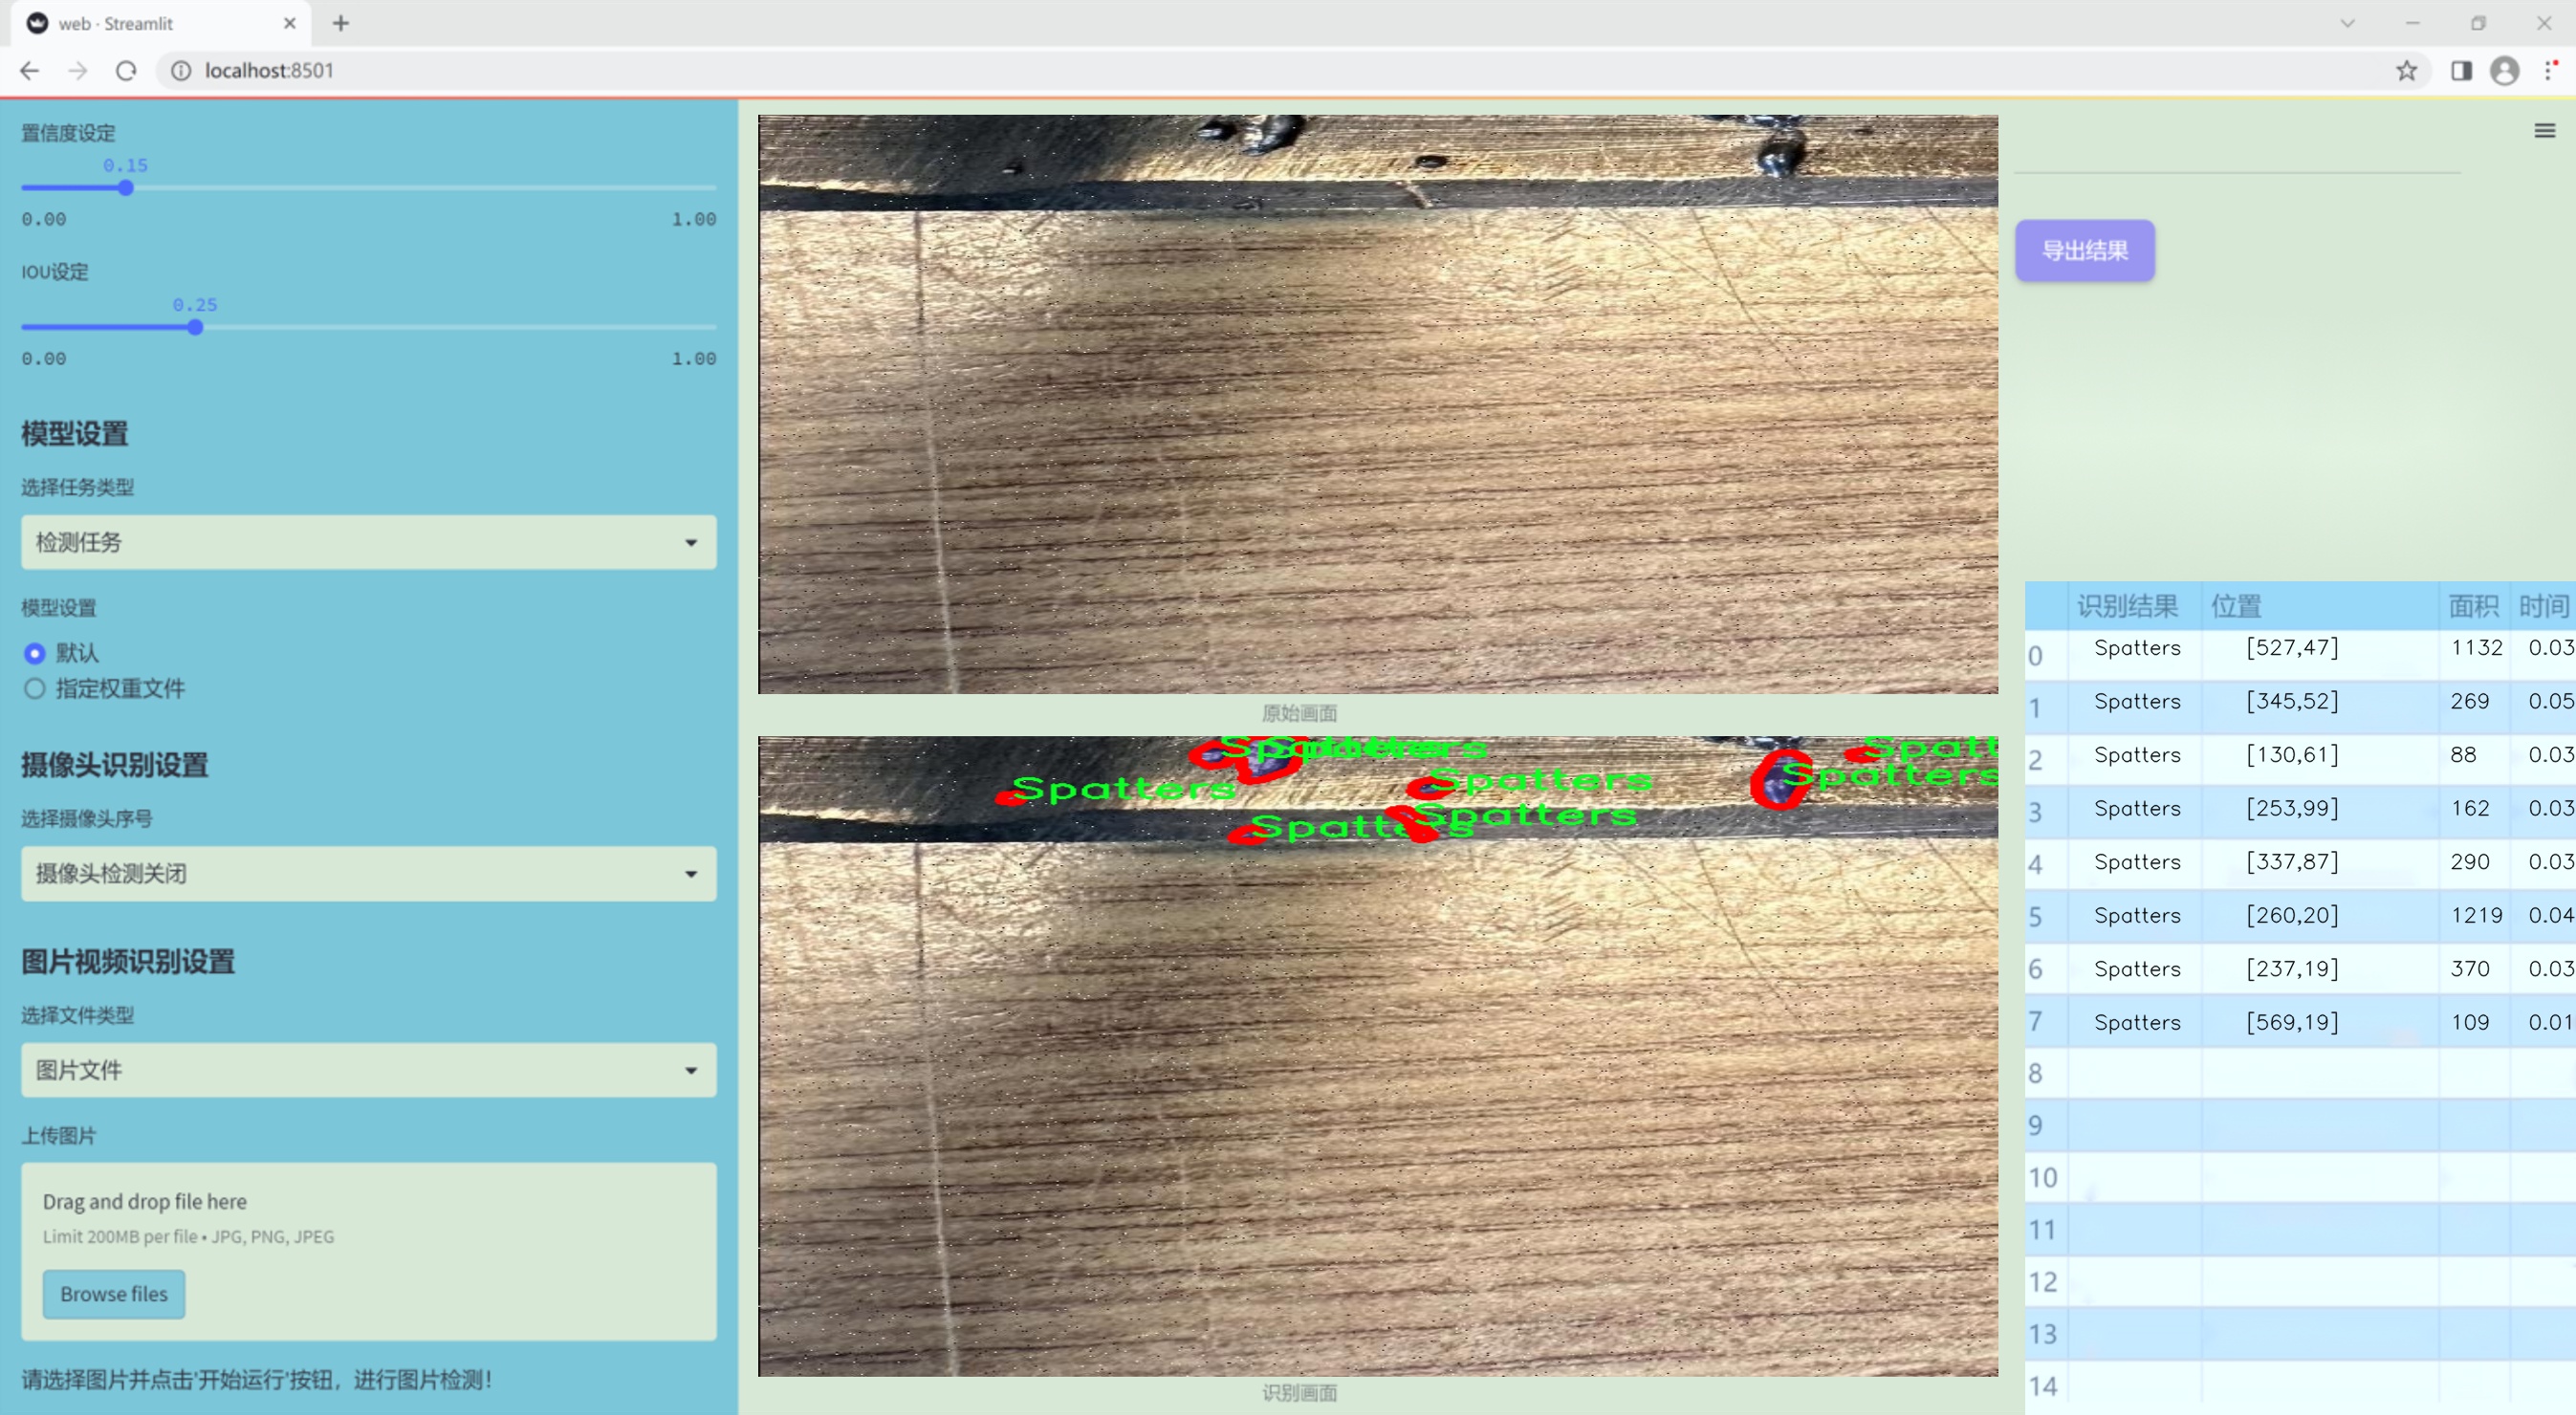 web · Streamlit
localhost:8501
置信度设定
0.15
0.00 1.00
IOU设定
0.25
0.00 1.00
模型设置
选择任务类型
检测任务
模型设置
默认
指定权重文件
摄像头识别设置
选择摄像头序号
摄像头检测关闭
图片视频识别设置
选择文件类型
图片文件
上传图片
Drag and drop file here
Limit 200MB per file • JPG, PNG, JPEG
Browse files
请选择图片并点击'开始运行'按钮，进行图片检测!
原始画面
Spatters
Spatters
Spatters
Spatters
Spatters
Spatters
识别画面
导出结果
识别结果 位置 面积 时间
0 Spatters [527,47] 1132 0.03
1 Spatters [345,52] 269 0.05
2 Spatters [130,61] 88 0.03
3 Spatters [253,99] 162 0.03
4 Spatters [337,87] 290 0.03
5 Spatters [260,20] 1219 0.04
6 Spatters [237,19] 370 0.03
7 Spatters [569,19] 109 0.01
8
9
10
11
12
13
14